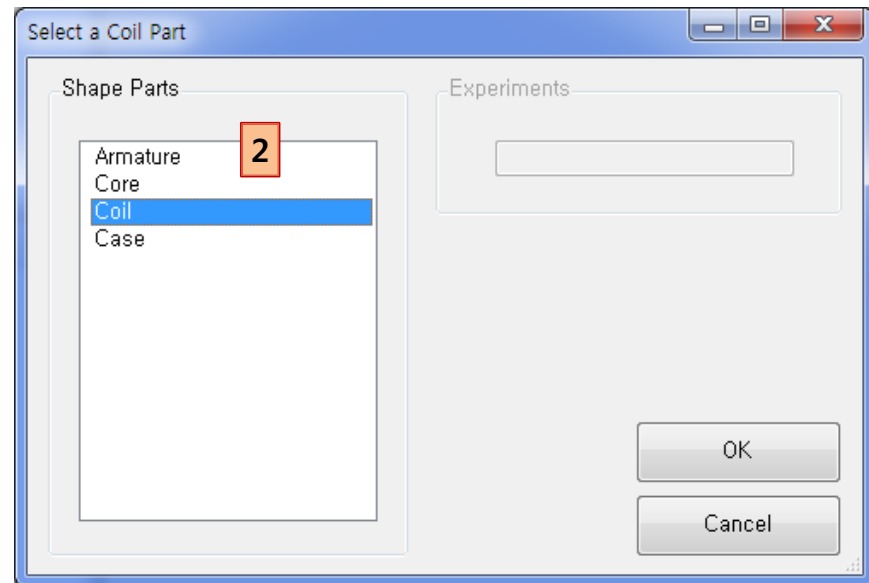 Select a Coil Part
Shape Parts
2
Armature
Core
Coil
Case
Experiments
OK
Cancel